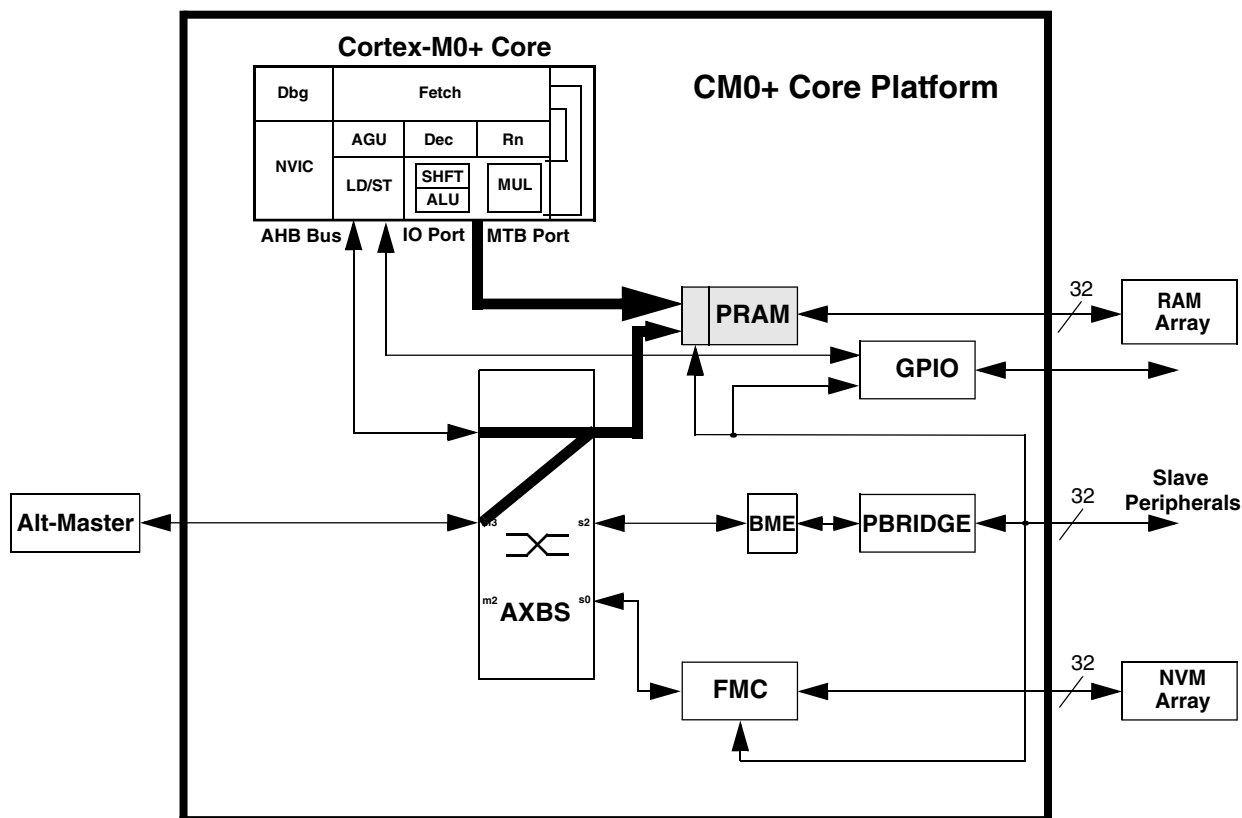 Cortex-M0+ Core
CM0+ Core Platform
Dbg
Fetch
AGU
Dec
Rn
NVIC
LD/ST
SHFT
ALU
MUL
AHB Bus
IO Port
MTB Port
32
PRAM
RAM
Array
GPIO
Alt-Master
s2
BME
PBRIDGE
32
Slave
Peripherals
m2
AXBS
s0
FMC
32
NVM
Array